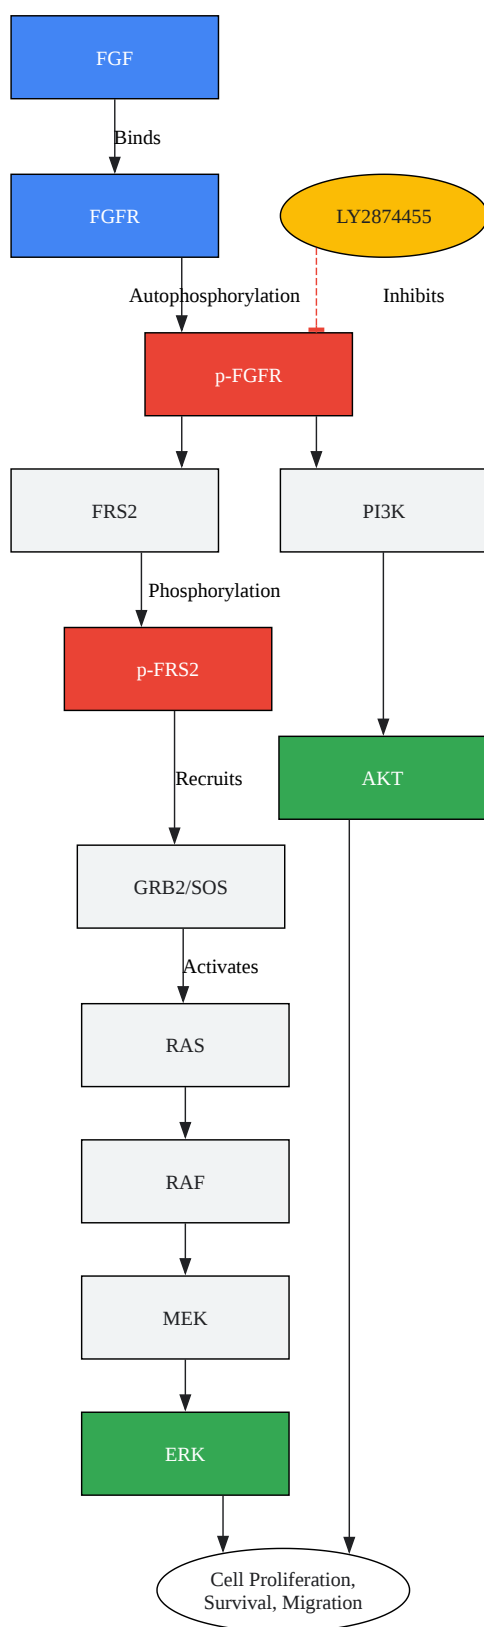 FGF
Binds
FGFR
LY2874455
Autophosphorylation
Inhibits
p-FGFR
FRS2
PI3K
Phosphorylation
p-FRS2
Recruits
AKT
GRB2/SOS
Activates
RAS
RAF
MEK
ERK
Cell Proliferation,
Survival, Migration